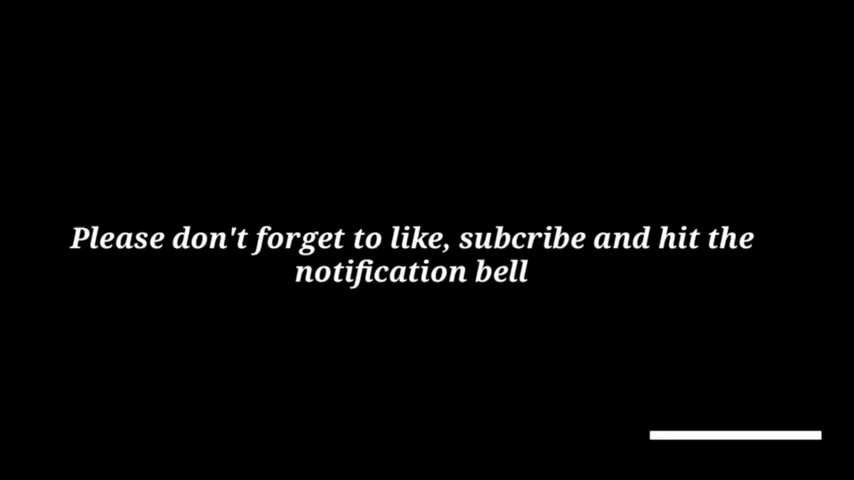 Please don't forget to like, subcribe and hit the
notification bell